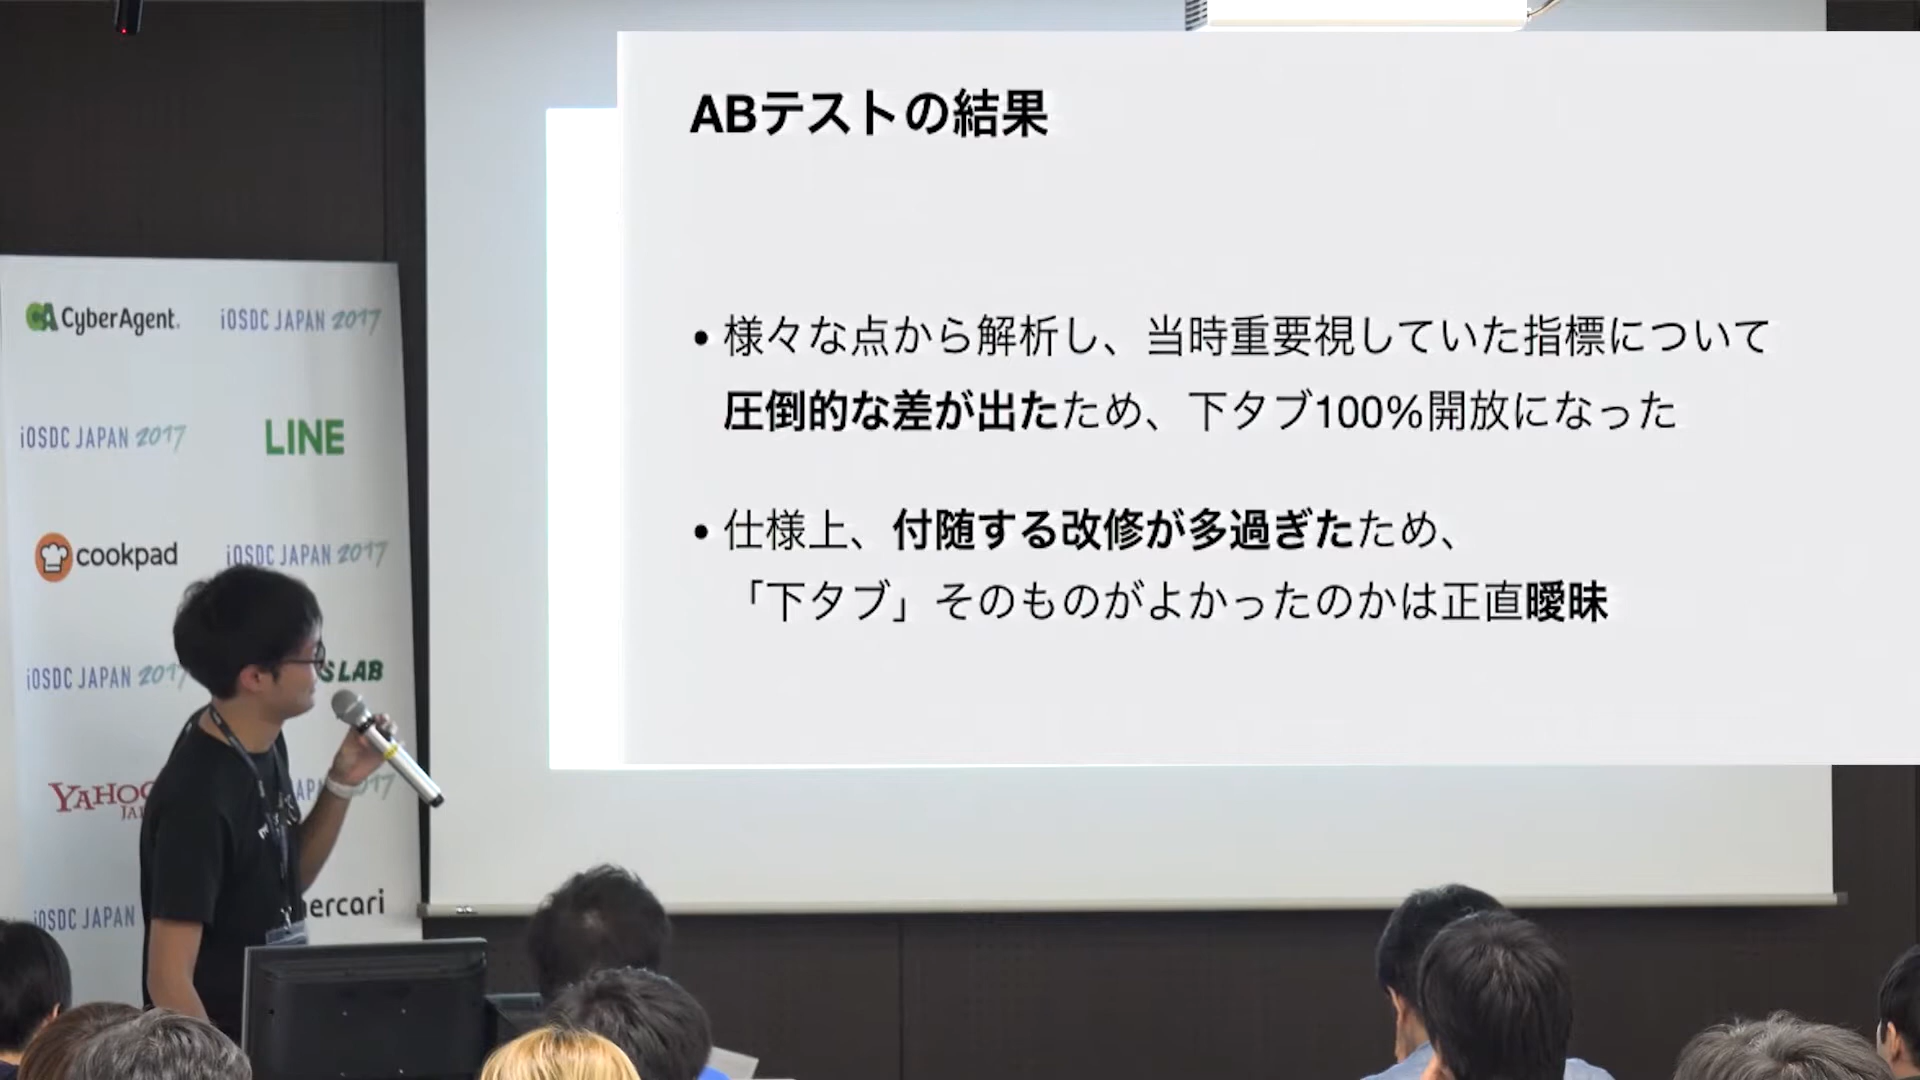 ABテストの結果
• 様々な点から解析し、当時重要視していた指標について
圧倒的な差が出たため、下タブ100%開放になった
• 仕様上、付随する改修が多過ぎたため、
「下タブ」そのものがよかったのかは正直曖昧
CyberAgent.
iOSDC JAPAN 2017
iOSDC JAPAN 2017
LINE
cookpad
iOSDC JAPAN 2017
iOSDC JAPAN 2017
S LAB
YAHOO
JA
AP 2017
iOSDC JAPAN
ercari